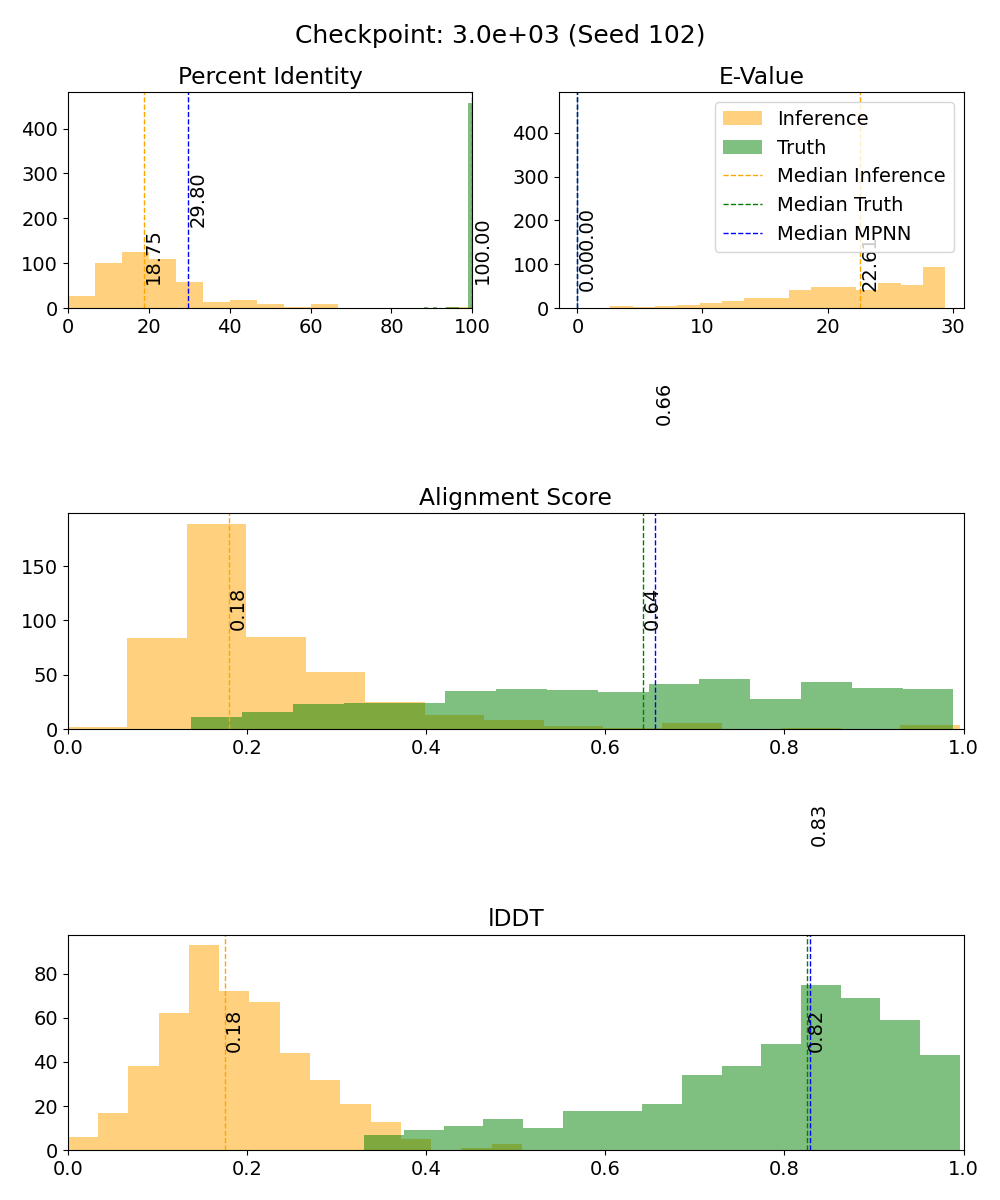 Checkpoint: 3.0e+03 (Seed 102)
Percent Identity
400
300
200
100
0
0 20 40 60 80 100
18.75
29.80
100.00
E-Value
400
300
200
100
0
0 10 20 30
0.00
0.00
22.61
Inference
Truth
Median Inference
Median Truth
Median MPNN
0.66
Alignment Score
150
100
50
0
0.0 0.2 0.4 0.6 0.8 1.0
0.18
0.64
0.83
lDDT
80
60
40
20
0
0.0 0.2 0.4 0.6 0.8 1.0
0.18
0.82